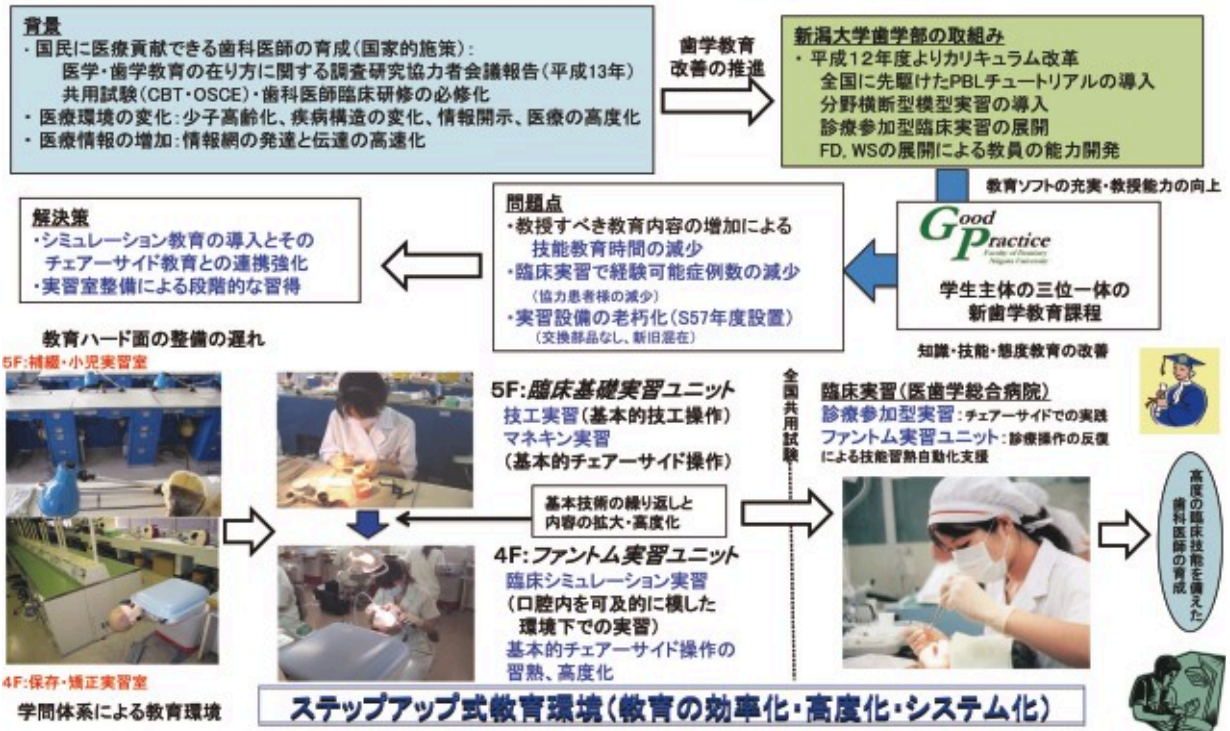 背景
・国民に医療貢献できる歯科医師の育成(国家的施策):
医学・歯学教育の在り方に関する調査研究協力者会議報告(平成13年)
共用試験(CBT・OSCE)・歯科医師臨床研修の必修化
・医療環境の変化:少子高齢化、疾病構造の変化、情報開示、医療の高度化
・医療情報の増加:情報網の発達と伝達の高速化
歯学教育
改善の推進
新潟大学歯学部の取組み
・平成12年度よりカリキュラム改革
全国に先駆けたPBLチュートリアルの導入
分野横断型模型実習の導入
診療参加型臨床実習の展開
FD, WSの展開による教員の能力開発
教育ソフトの充実・教授能力の向上
Good
Practice
Faculty of Dentistry
Niigata University
学生主体の三位一体の
新歯学教育課程
知識・技能・態度教育の改善
問題点
・教授すべき教育内容の増加による
技能教育時間の減少
・臨床実習で経験可能症例数の減少
(協力患者様の減少)
・実習設備の老朽化(S57年度設置)
(交換部品なし、新旧混在)
解決策
・シミュレーション教育の導入とその
チェアーサイド教育との連携強化
・実習室整備による段階的な習得
教育ハード面の整備の遅れ
5F:補綴・小児実習室
4F:保存・矯正実習室
学問体系による教育環境
5F:臨床基礎実習ユニット
技工実習(基本的技工操作)
マネキン実習
(基本的チェアーサイド操作)
基本技術の繰り返しと
内容の拡大・高度化
4F:ファントム実習ユニット
臨床シミュレーション実習
(口腔内を可及的に模した
環境下での実習)
基本的チェアーサイド操作の
習熟、高度化
全国共用試験
臨床実習(医歯学総合病院)
診療参加型実習:チェアーサイドでの実践
ファントム実習ユニット:診療操作の反復
による技能習熟自動化支援
高度の臨床技能を備えた
歯科医師の育成
ステップアップ式教育環境(教育の効率化・高度化・システム化)